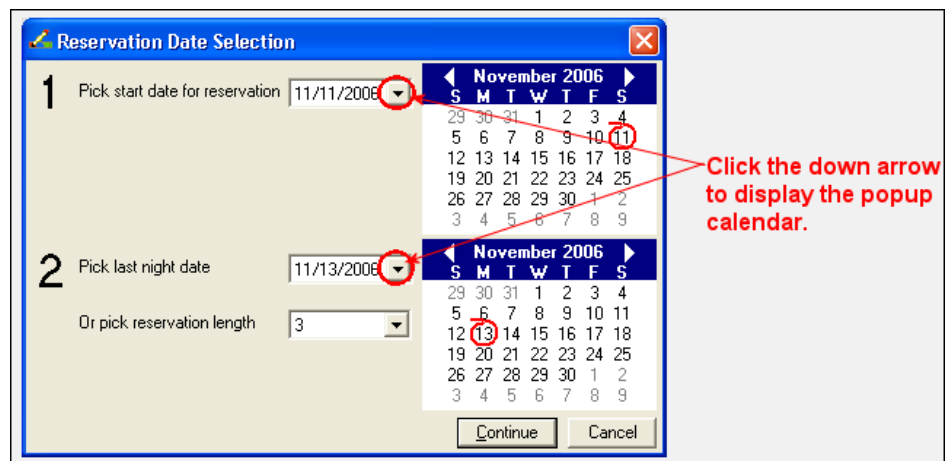 Reservation Date Selection
1 Pick start date for reservation 11/11/2006
November 2006
S M T W T F S
29 30 31 1 2 3 4
5 6 7 8 9 10 11
12 13 14 15 16 17 18
19 20 21 22 23 24 25
26 27 28 29 30 1 2
3 4 5 6 7 8 9
Click the down arrow
to display the popup
calendar.
2 Pick last night date 11/13/2006
Or pick reservation length 3
November 2006
S M T W T F S
29 30 31 1 2 3 4
5 6 7 8 9 10 11
12 13 14 15 16 17 18
19 20 21 22 23 24 25
26 27 28 29 30 1 2
3 4 5 6 7 8 9
Continue Cancel